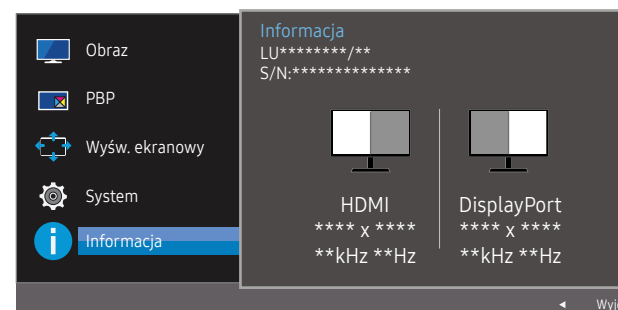 Obraz
PBP
Wyśw. ekranowy
System
Informacja
Informacja
LU********/**
S/N:**************
HDMI
**** x ****
**kHz **Hz
DisplayPort
**** x ****
**kHz **Hz